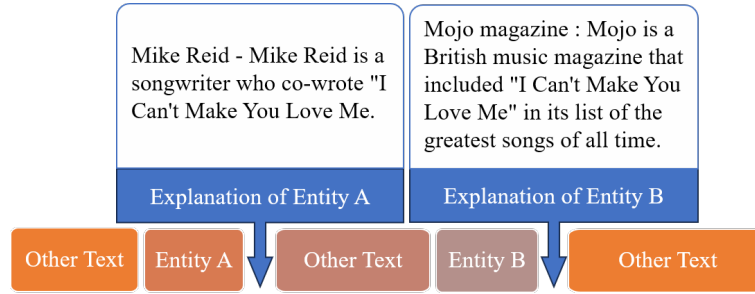 Mike Reid - Mike Reid is a
songwriter who co-wrote "I
Can't Make You Love Me.
Mojo magazine : Mojo is a
British music magazine that
included "I Can't Make You
Love Me" in its list of the
greatest songs of all time.
Explanation of Entity A
Explanation of Entity B
Other Text
Entity A
Other Text
Entity B
Other Text